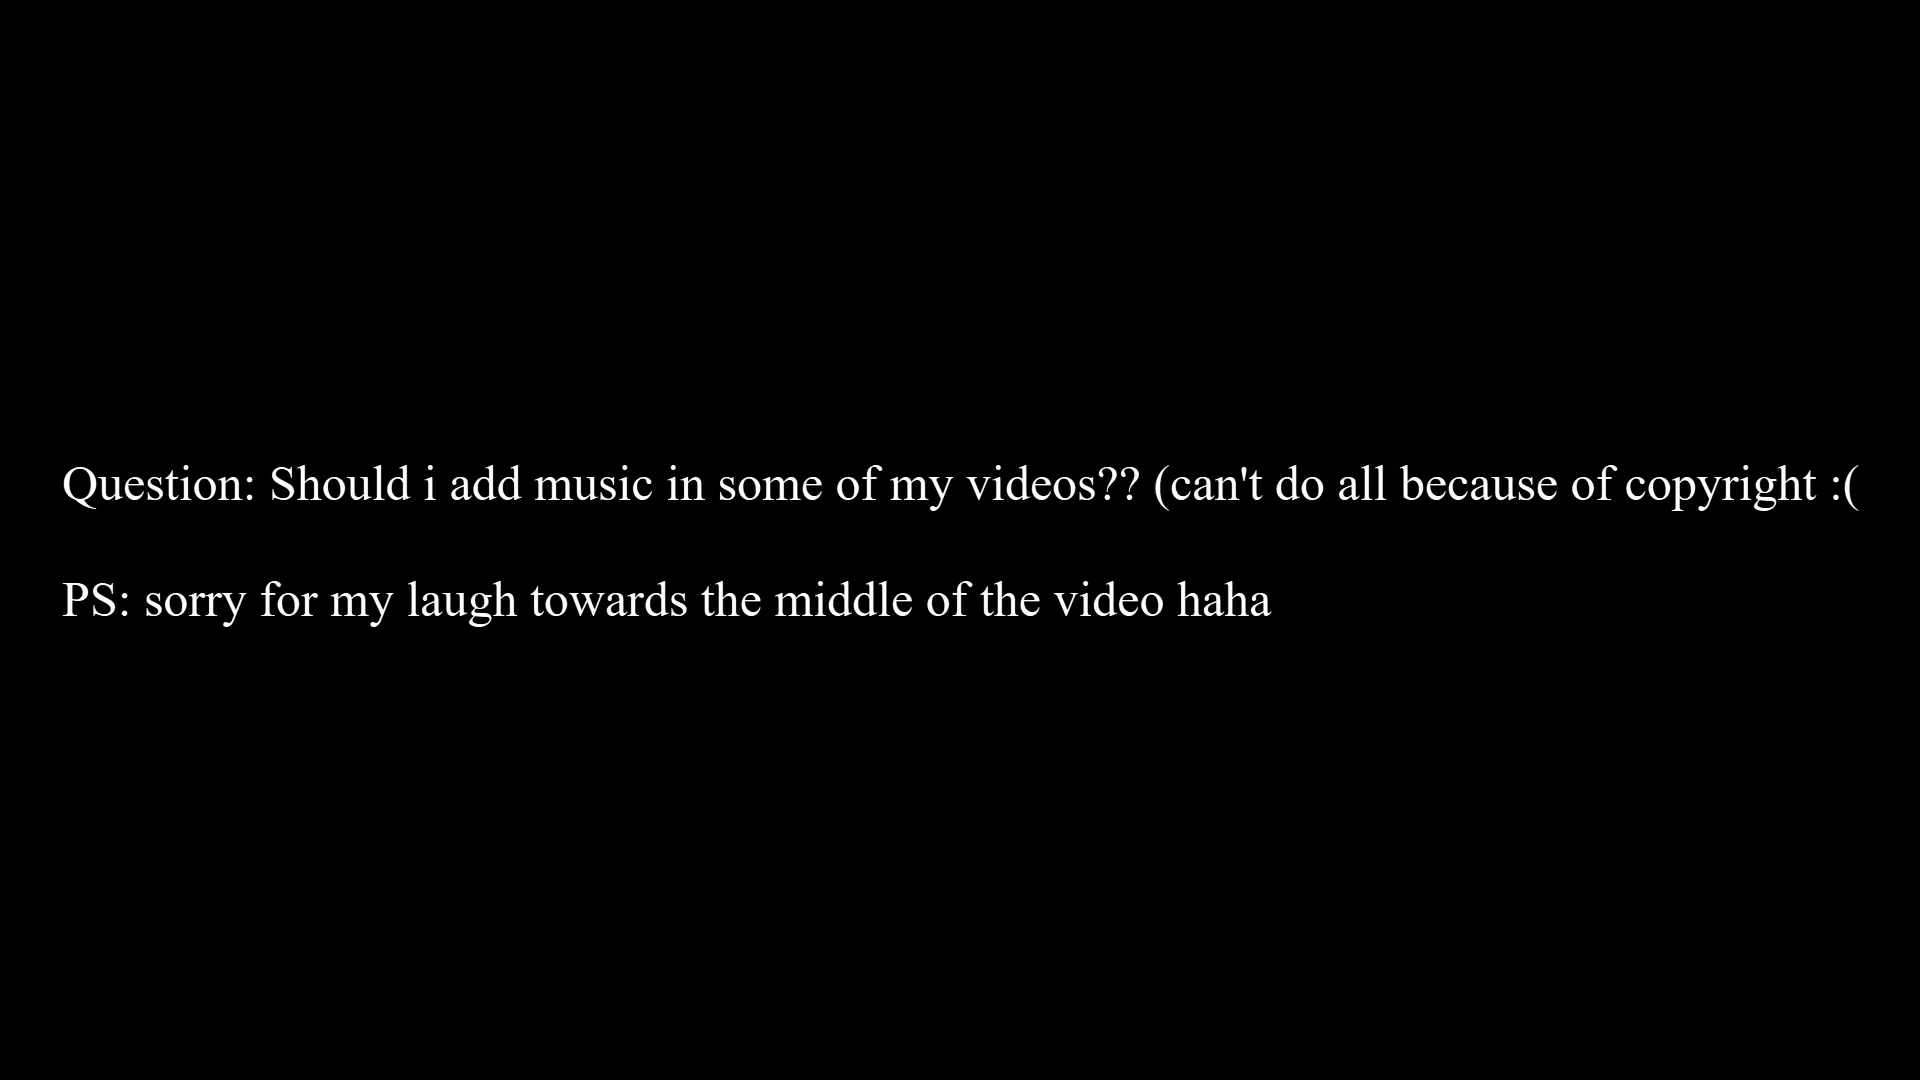 Question: Should i add music in some of my videos?? (can't do all because of copyright :(
PS: sorry for my laugh towards the middle of the video haha